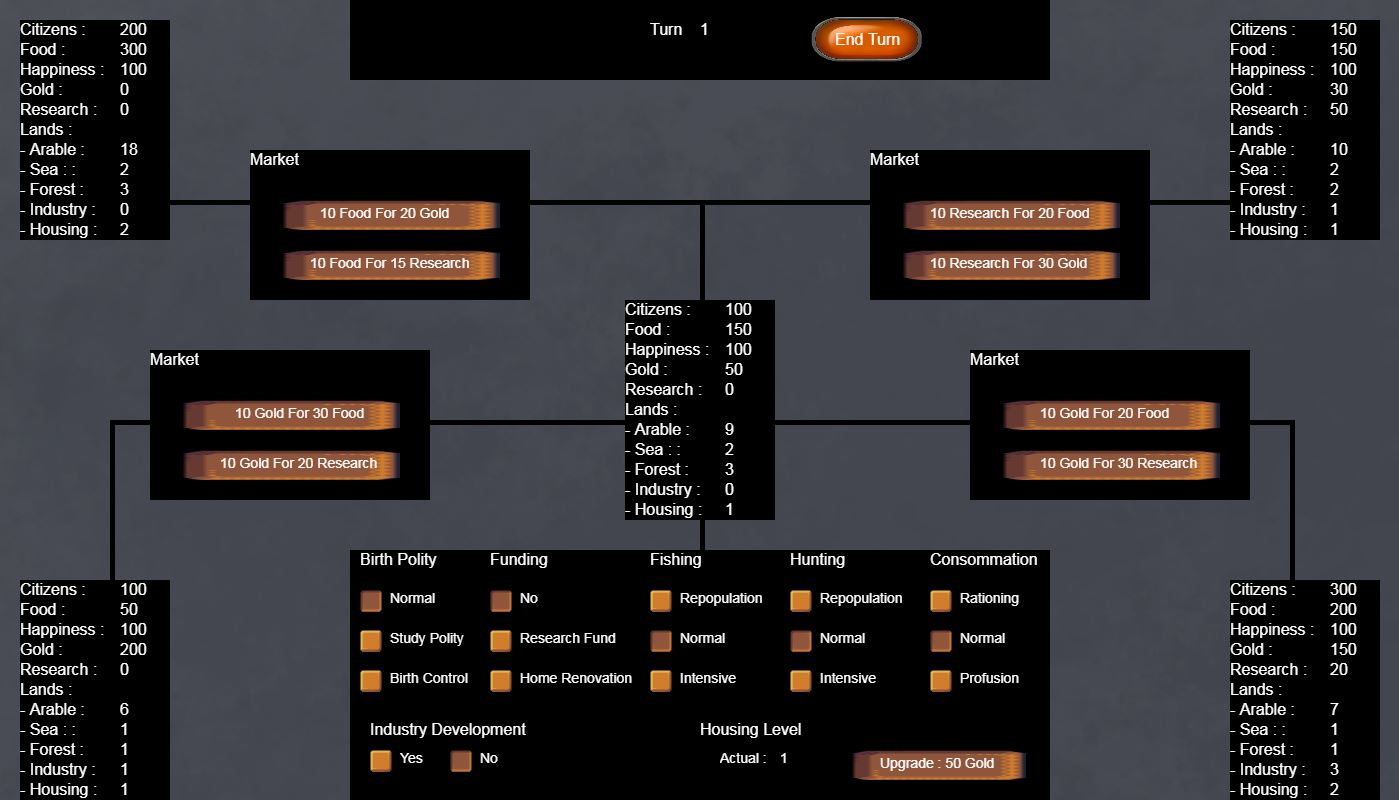 Turn 1
End Turn
Citizens : 200
Food : 300
Happiness : 100
Gold : 0
Research : 0
Lands :
- Arable : 18
- Sea : : 2
- Forest : 3
- Industry : 0
- Housing : 2
Market
10 Food For 20 Gold
10 Food For 15 Research
Market
10 Research For 20 Food
10 Research For 30 Gold
Citizens : 150
Food : 150
Happiness : 100
Gold : 30
Research : 50
Lands :
- Arable : 10
- Sea : : 2
- Forest : 2
- Industry : 1
- Housing : 1
Market
10 Gold For 30 Food
10 Gold For 20 Research
Citizens : 100
Food : 150
Happiness : 100
Gold : 50
Research : 0
Lands :
- Arable : 9
- Sea : : 2
- Forest : 3
- Industry : 0
- Housing : 1
Market
10 Gold For 20 Food
10 Gold For 30 Research
Citizens : 100
Food : 50
Happiness : 100
Gold : 200
Research : 0
Lands :
- Arable : 6
- Sea : : 1
- Forest : 1
- Industry : 1
- Housing : 1
Birth Polity
Normal
Study Polity
Birth Control
Funding
No
Research Fund
Home Renovation
Fishing
Repopulation
Normal
Intensive
Hunting
Repopulation
Normal
Intensive
Consommation
Rationing
Normal
Profusion
Industry Development
Yes No
Housing Level
Actual : 1
Upgrade : 50 Gold
Citizens : 300
Food : 200
Happiness : 100
Gold : 150
Research : 20
Lands :
- Arable : 7
- Sea : : 1
- Forest : 1
- Industry : 3
- Housing : 2